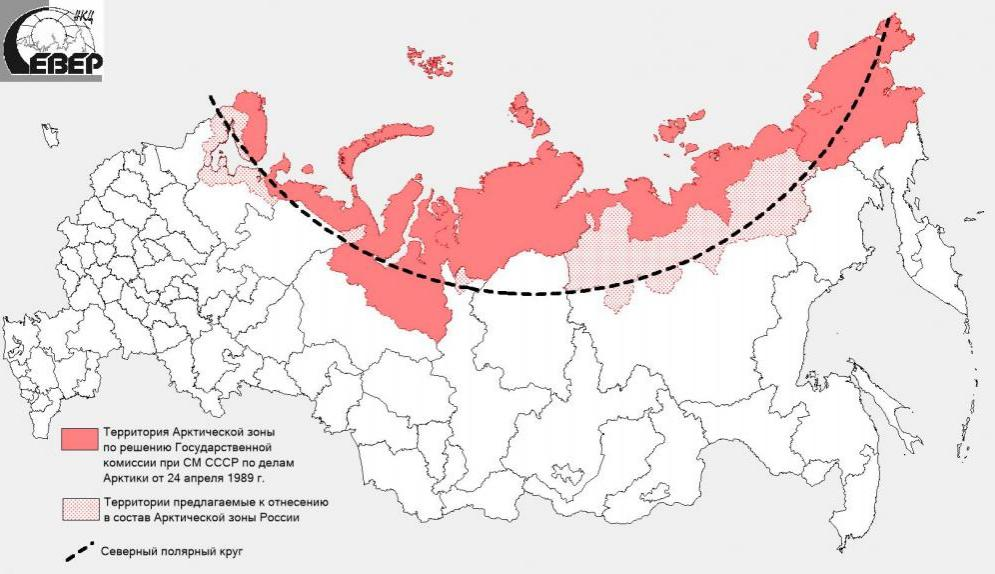 НКЦ
СЕВЕР
Территория Арктической зоны
по решению Государственной
комиссии при СМ СССР по делам
Арктики от 24 апреля 1989 г.
Территории предлагаемые к отнесению
в состав Арктической зоны России
Северный полярный круг